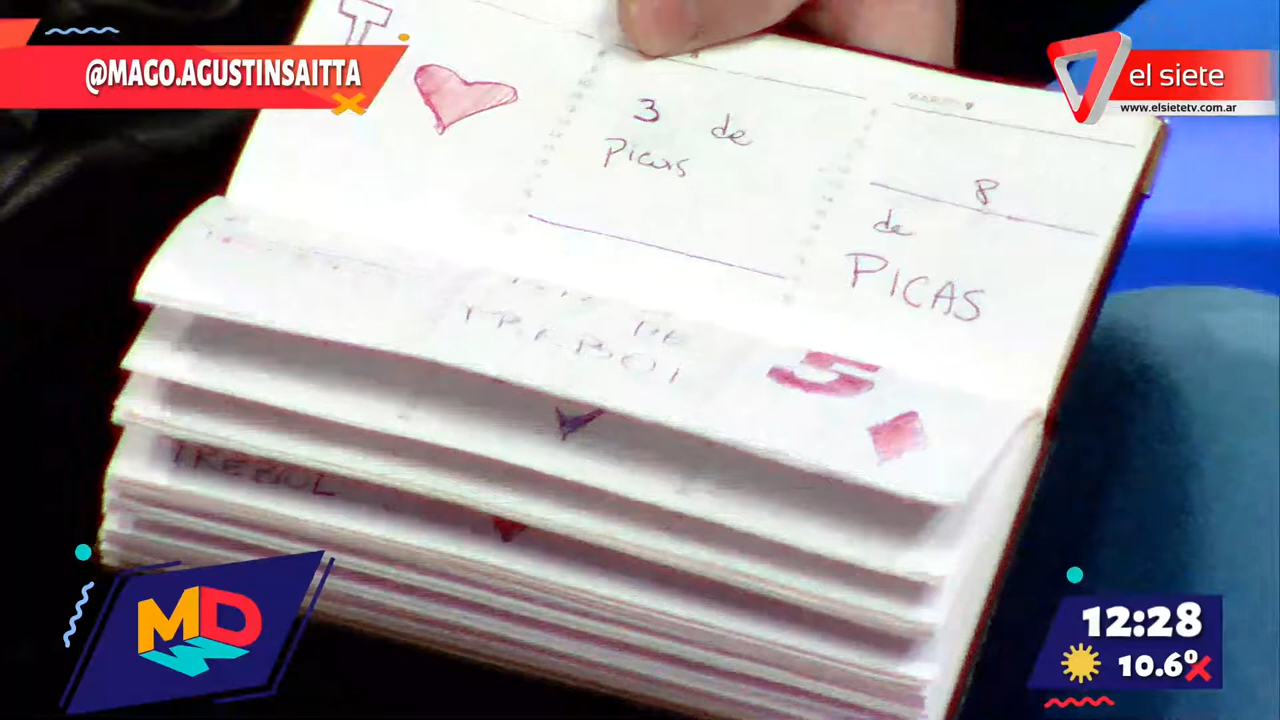 @MAGO.AGUSTINSAITTA
el siete
www.elsietetv.com.ar
3 de
Picas
8
de
PICAS
DE
TREBOL
5
TREBOL
MD
12:28
10.6º